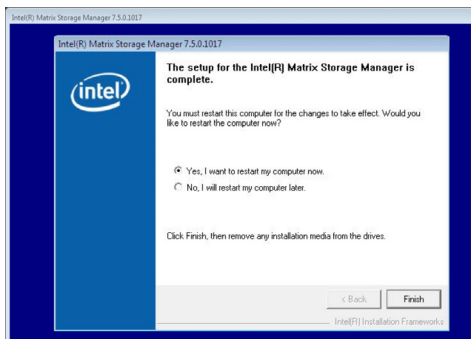 Intel(R) Matrix Storage Manager 7.5.0.1017
Intel(R) Matrix Storage Manager 7.5.0.1017
intel
The setup for the Intel(R) Matrix Storage Manager is
complete.
You must restart this computer for the changes to take effect. Would you
like to restart the computer now?
Yes, I want to restart my computer now.
No, I will restart my computer later.
Click Finish, then remove any installation media from the drives.
< Back
Finish
Intel(R) Installation Frameworks